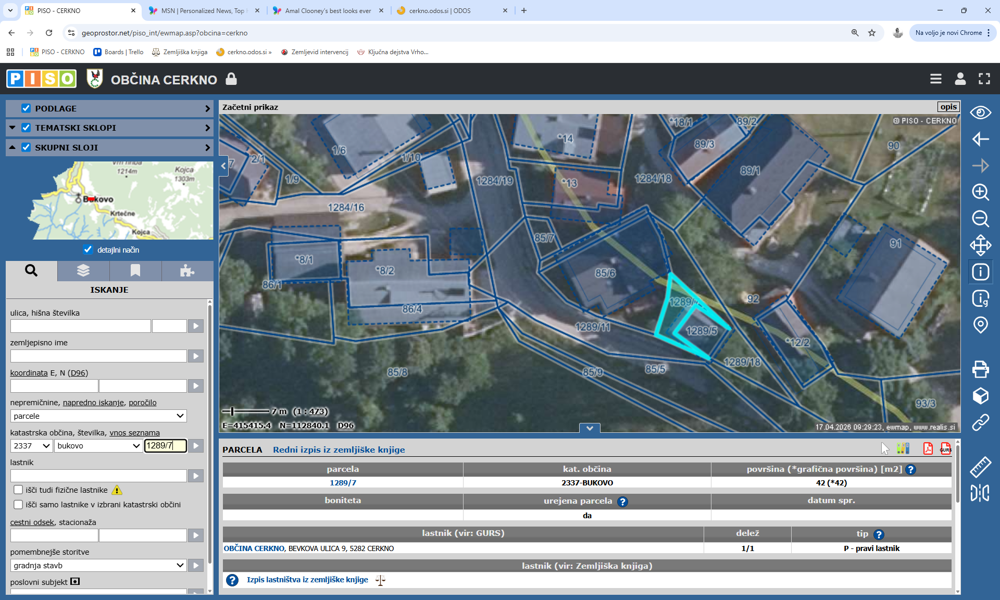 PISO - CERKNO
MSN | Personalized News, Top H
Amal Clooney's best looks ever
cerkno.odos.si | ODOS
geoprostor.net/piso_int/ewmap.asp?obcina=cerkno
Na voljo je novi Chrome
PISO - CERKNO
Boards | Trello
Zemljiška knjiga
cerkno.odos.si »
Zemljevid intervencij
Ključna dejstva Vrho...
PISO
OBČINA CERKNO
PODLAGE
TEMATSKI SKLOPI
SKUPNI SLOJI
1214m
Kojca
1303m
Bukovo
Krtečne
Kojca
detajlni način
ISKANJE
ulica, hišna številka
zemljepisno ime
koordinata E, N (D96)
nepremičnine, napredno iskanje, poročilo
parcele
katastrska občina, številka, vnos seznama
2337
bukovo
1289/7
lastnik
išči tudi fizične lastnike
išči samo lastnike v izbrani katastrski občini
cestni odsek, stacionaža
pomembnejše storitve
gradnja stavb
poslovni subjekt
Začetni prikaz
opis
© PISO - CERKNO
*18/1
89/2
*14
89/3
90
1/6
2/1
7
1/10
89/1
1/9
1284/19
*13
1284/18
1284/16
85/7
91
*8/1
*8/2
85/6
86/1
92
1289/
86/4
1289/11
1289/5
*12/2
1289/18
85/8
85/9
85/5
93/3
7 m (1 : 473)
E=415415.4 N=112840.1 D96
17.04.2026 09:29:23, ewmap, www.realis.si
PARCELA
Redni izpis iz zemljiške knjige
GURS
parcela
kat. občina
površina (*grafična površina) [m2]
1289/7
2337-BUKOVO
42 (*42)
boniteta
urejena parcela
datum spr.
da
lastnik (vir: GURS)
delež
tip
OBČINA CERKNO, BEVKOVA ULICA 9, 5282 CERKNO
1/1
P - pravi lastnik
lastnik (vir: Zemljiška knjiga)
Izpis lastništva iz zemljiške knjige